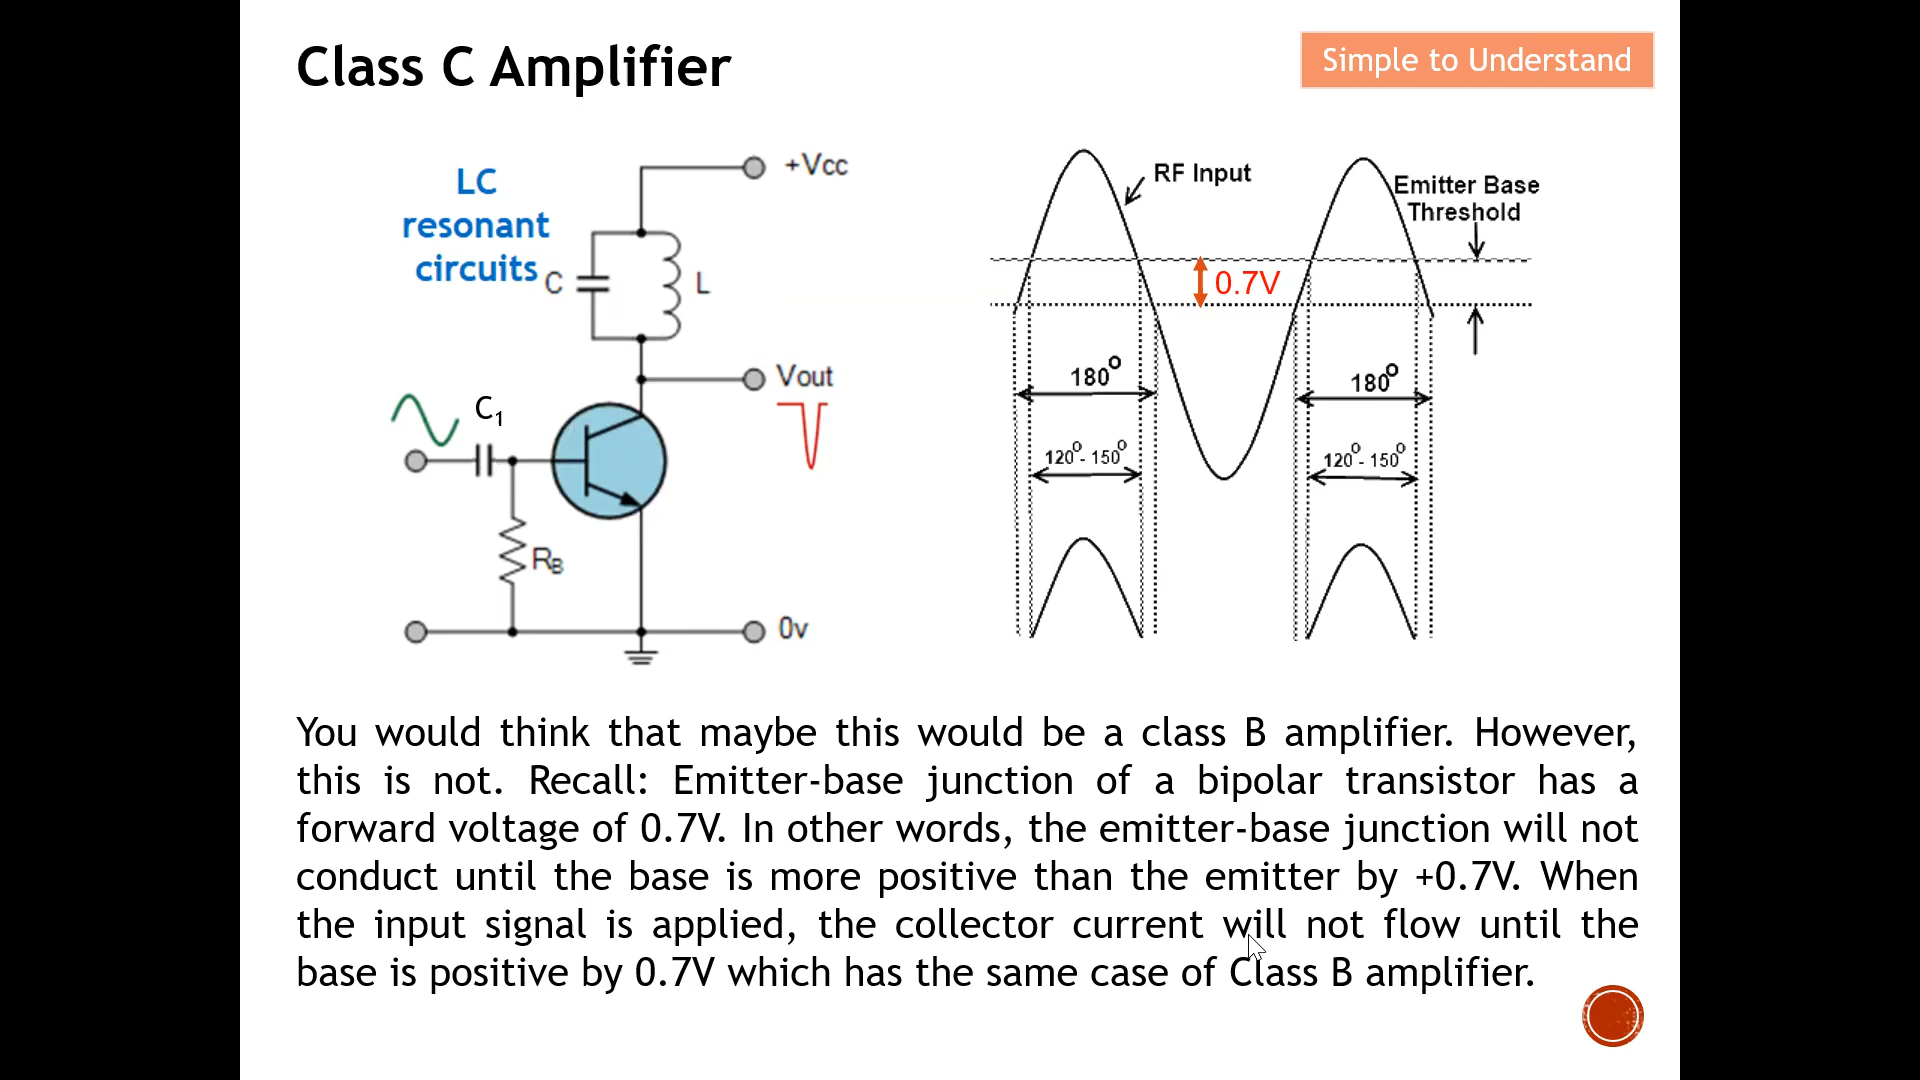 Class C Amplifier
Simple to Understand
LC
resonant
circuits
C
L
+Vcc
Vout
C₁
R_B
0v
RF Input
Emitter Base
Threshold
0.7V
180°
180°
120°- 150°
120°- 150°
You would think that maybe this would be a class B amplifier. However,
this is not. Recall: Emitter-base junction of a bipolar transistor has a
forward voltage of 0.7V. In other words, the emitter-base junction will not
conduct until the base is more positive than the emitter by +0.7V. When
the input signal is applied, the collector current will not flow until the
base is positive by 0.7V which has the same case of Class B amplifier.